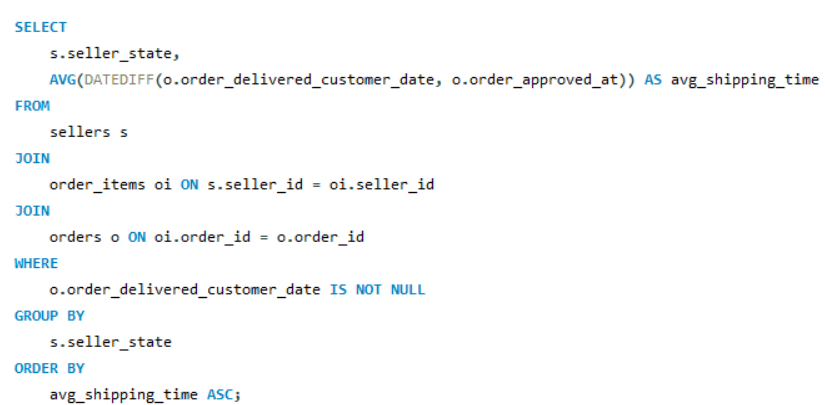 SELECT
    s.seller_state,
    AVG(DATEDIFF(o.order_delivered_customer_date, o.order_approved_at)) AS avg_shipping_time
FROM
    sellers s
JOIN
    order_items oi ON s.seller_id = oi.seller_id
JOIN
    orders o ON oi.order_id = o.order_id
WHERE
    o.order_delivered_customer_date IS NOT NULL
GROUP BY
    s.seller_state
ORDER BY
    avg_shipping_time ASC;